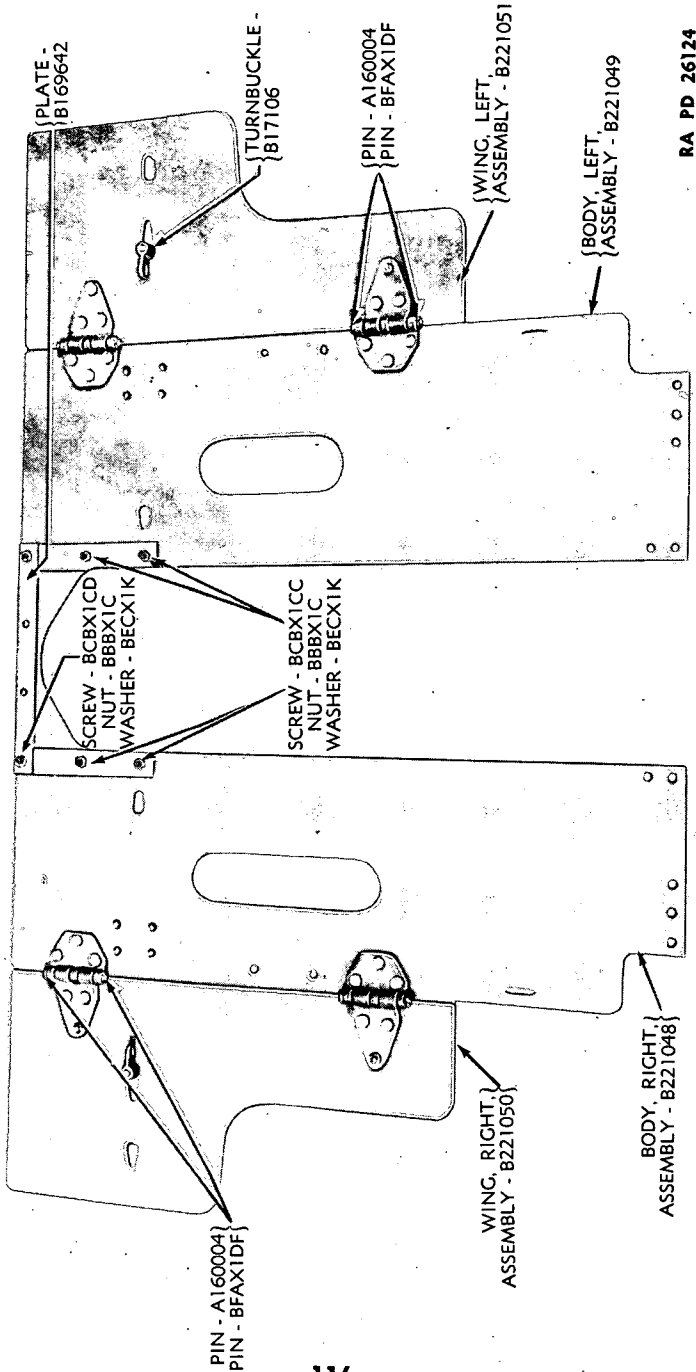 {PLATE -
{B169642
{TURNBUCKLE -
{B17106
{PIN - A160004
{PIN - BFAX1DF
{WING, LEFT,
{ASSEMBLY - B221051
{BODY, LEFT,
{ASSEMBLY - B221049
SCREW - BCBX1CD
NUT - BBBX1C
WASHER - BECX1K
SCREW - BCBX1CC
NUT - BBBX1C
WASHER - BECX1K
PIN - A160004}
PIN - BFAX1DF}
WING, RIGHT,}
ASSEMBLY - B221050}
BODY, RIGHT,}
ASSEMBLY - B221048}
RA PD 26124